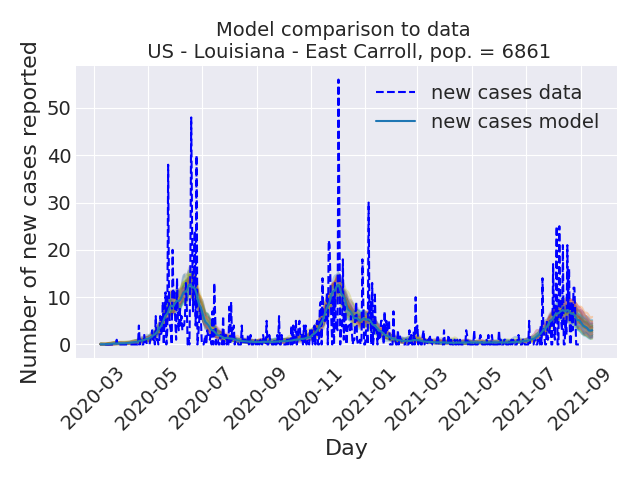 Model comparison to data
US - Louisiana - East Carroll, pop. = 6861
Number of new cases reported
50
40
30
20
10
0
new cases data
new cases model
2020-03
2020-05
2020-07
2020-09
2020-11
2021-01
2021-03
2021-05
2021-07
2021-09
Day